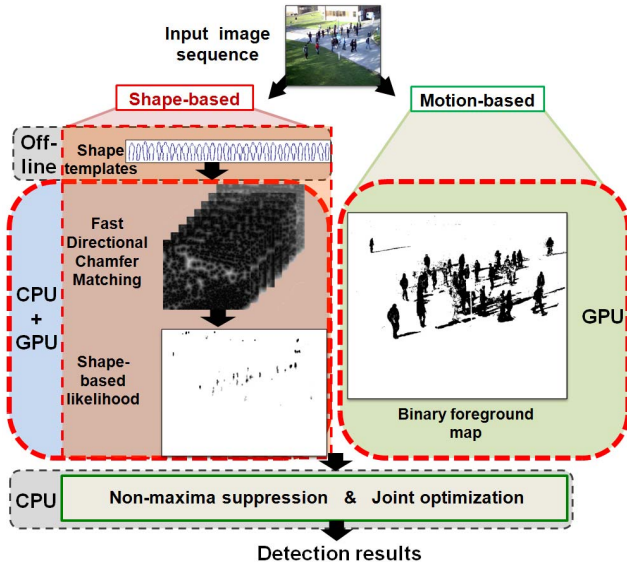 Input image
sequence
Shape-based
Motion-based
Off-
line
Shape
templates
Fast
Directional
Chamfer
Matching
CPU
+
GPU
Shape-
based
likelihood
GPU
Binary foreground
map
CPU
Non-maxima suppression & Joint optimization
Detection results